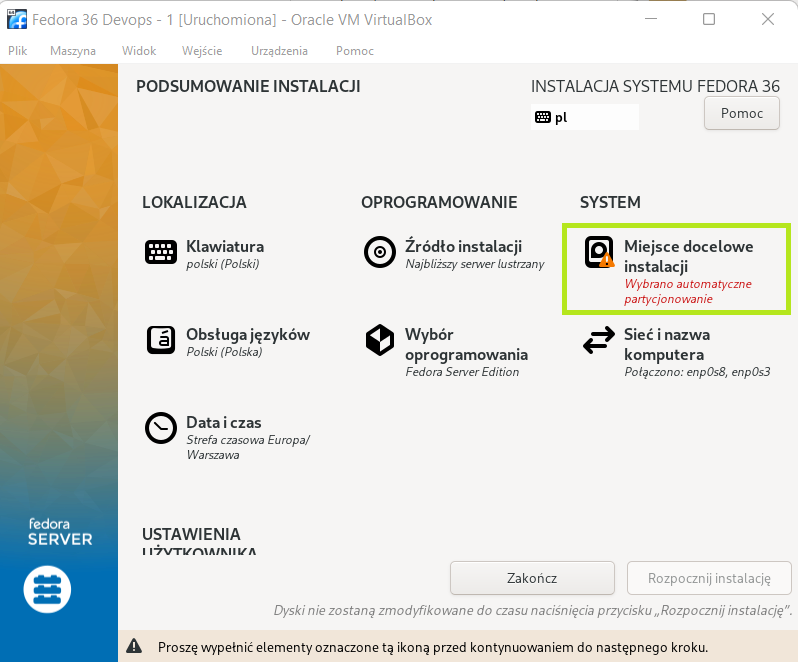 Fedora 36 Devops - 1 [Uruchomiona] - Oracle VM VirtualBox
Plik Maszyna Widok Wejście Urządzenia Pomoc
PODSUMOWANIE INSTALACJI
INSTALACJA SYSTEMU FEDORA 36
pl
Pomoc
LOKALIZACJA
Klawiatura
polski (Polski)
Obsługa języków
Polski (Polska)
Data i czas
Strefa czasowa Europa/
Warszawa
OPROGRAMOWANIE
Źródło instalacji
Najbliższy serwer lustrzany
Wybór
oprogramowania
Fedora Server Edition
SYSTEM
Miejsce docelowe
instalacji
Wybrano automatyczne
partycjonowanie
Sieć i nazwa
komputera
Połączono: enp0s8, enp0s3
USTAWIENIA
UŻYTKOWNIKA
fedora
SERVER
Zakończ
Rozpocznij instalację
Dyski nie zostaną zmodyfikowane do czasu naciśnięcia przycisku „Rozpocznij instalację”.
Proszę wypełnić elementy oznaczone tą ikoną przed kontynuowaniem do następnego kroku.